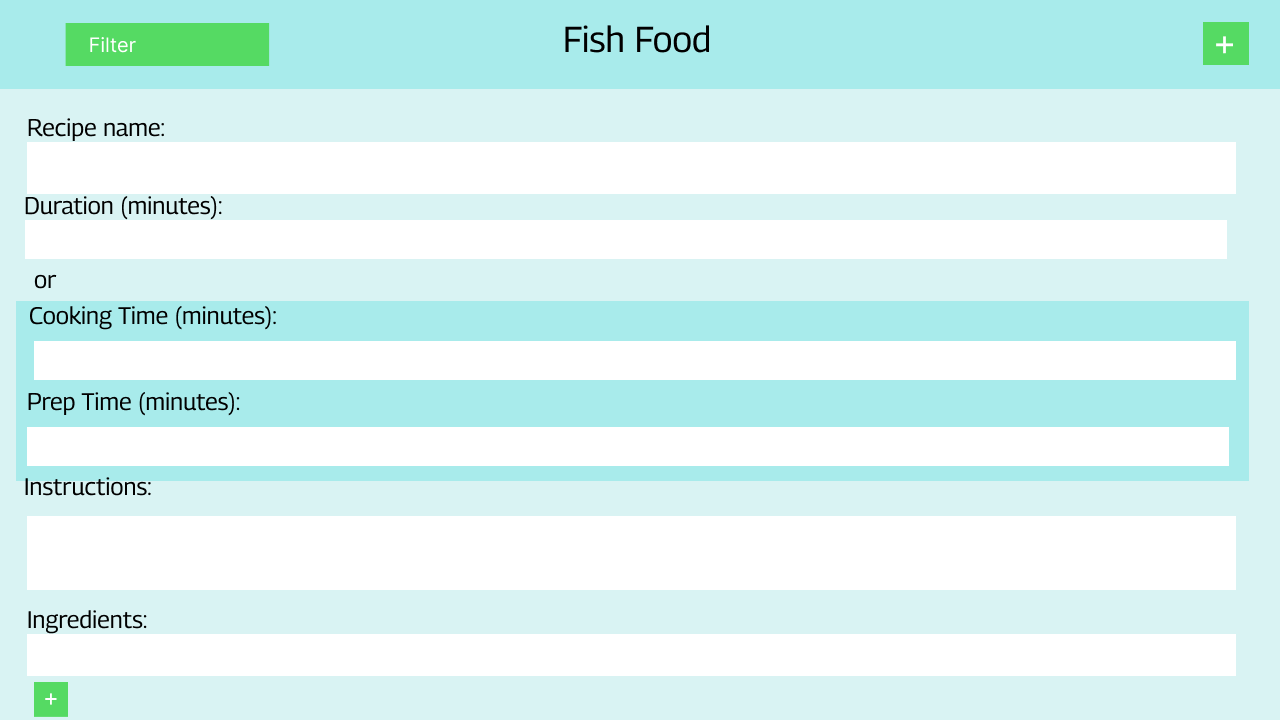 Filter
Fish Food
+
Recipe name:
Duration (minutes):
or
Cooking Time (minutes):
Prep Time (minutes):
Instructions:
Ingredients:
+